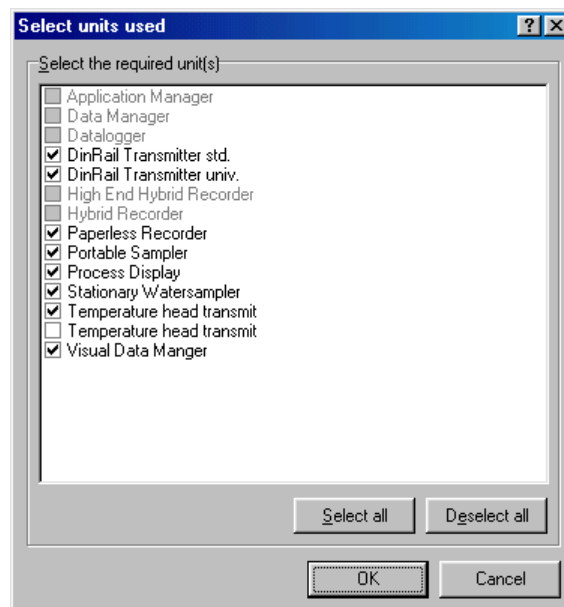 Select units used
Select the required unit(s)
Application Manager
Data Manager
Datalogger
DinRail Transmitter std.
DinRail Transmitter univ.
High End Hybrid Recorder
Hybrid Recorder
Paperless Recorder
Portable Sampler
Process Display
Stationary Watersampler
Temperature head transmit
Temperature head transmit
Visual Data Manger
Select all Deselect all
OK Cancel